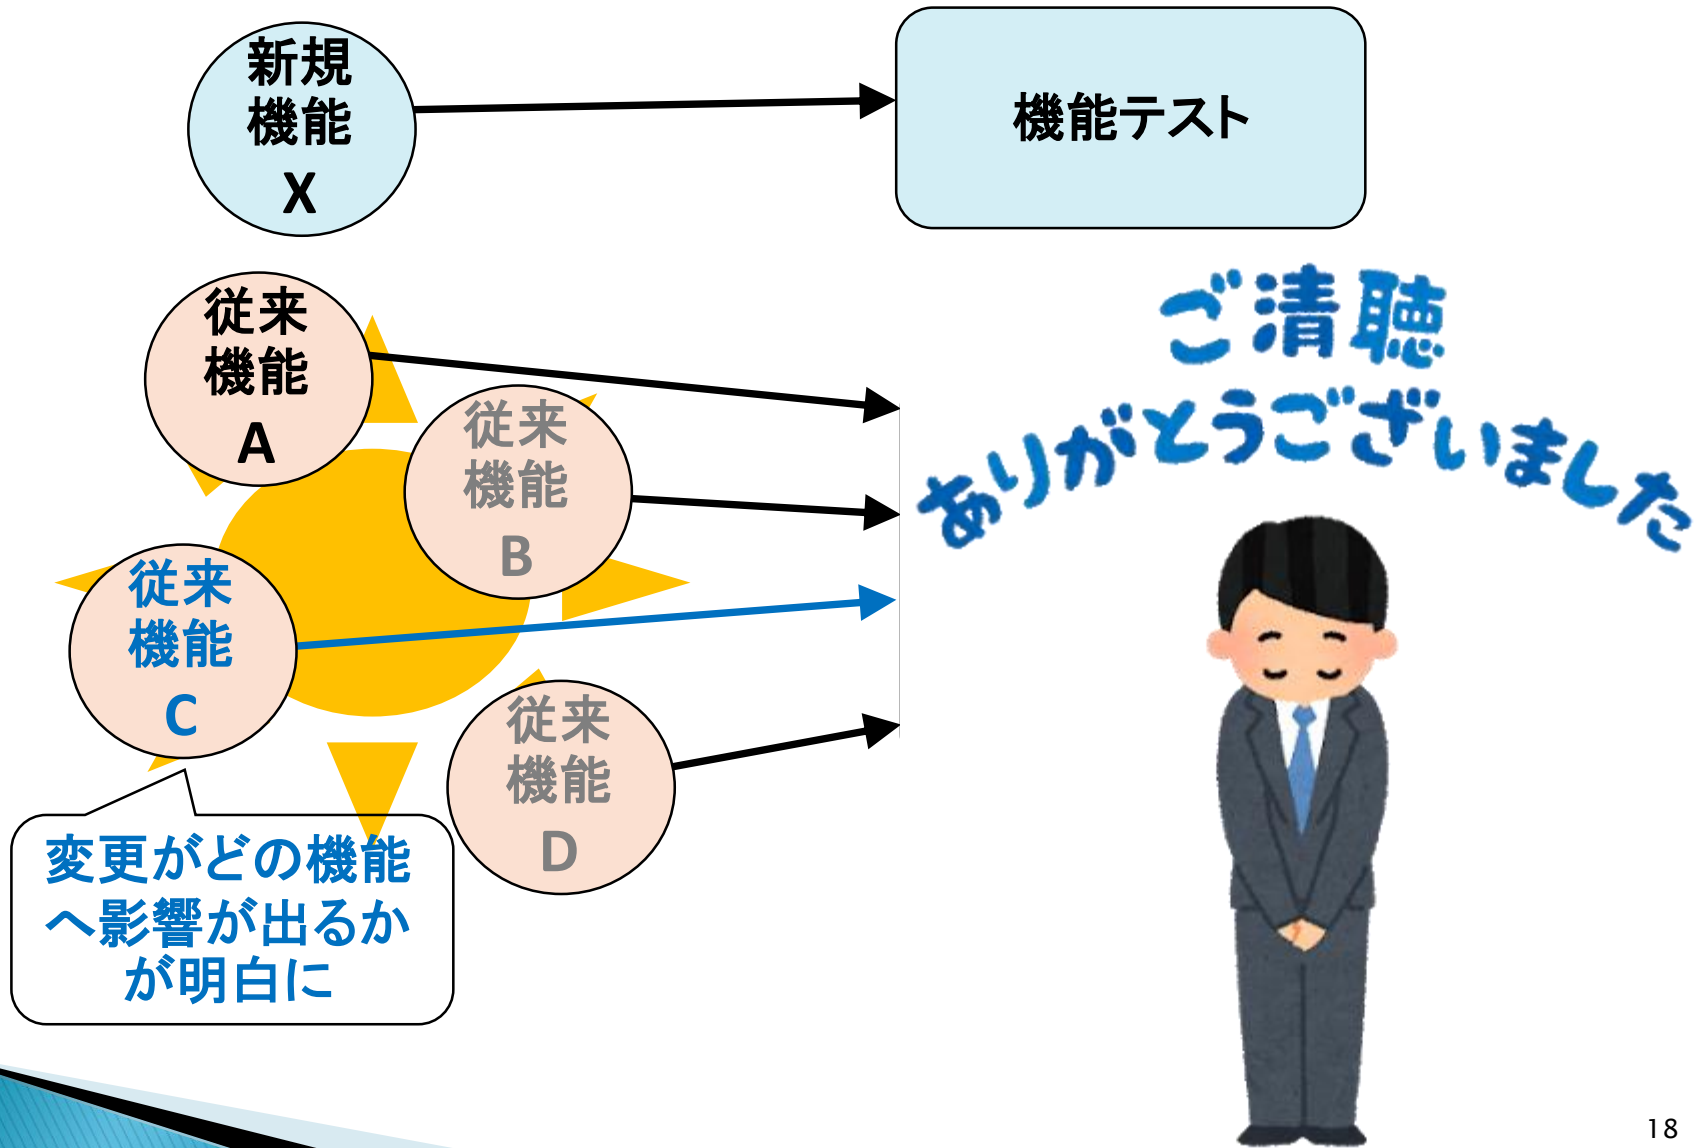 新規
機能
X
機能テスト
従来
機能
A
従来
機能
B
従来
機能
C
従来
機能
D
変更がどの機能
へ影響が出るか
が明白に
ご清聴
ありがとうございました
18